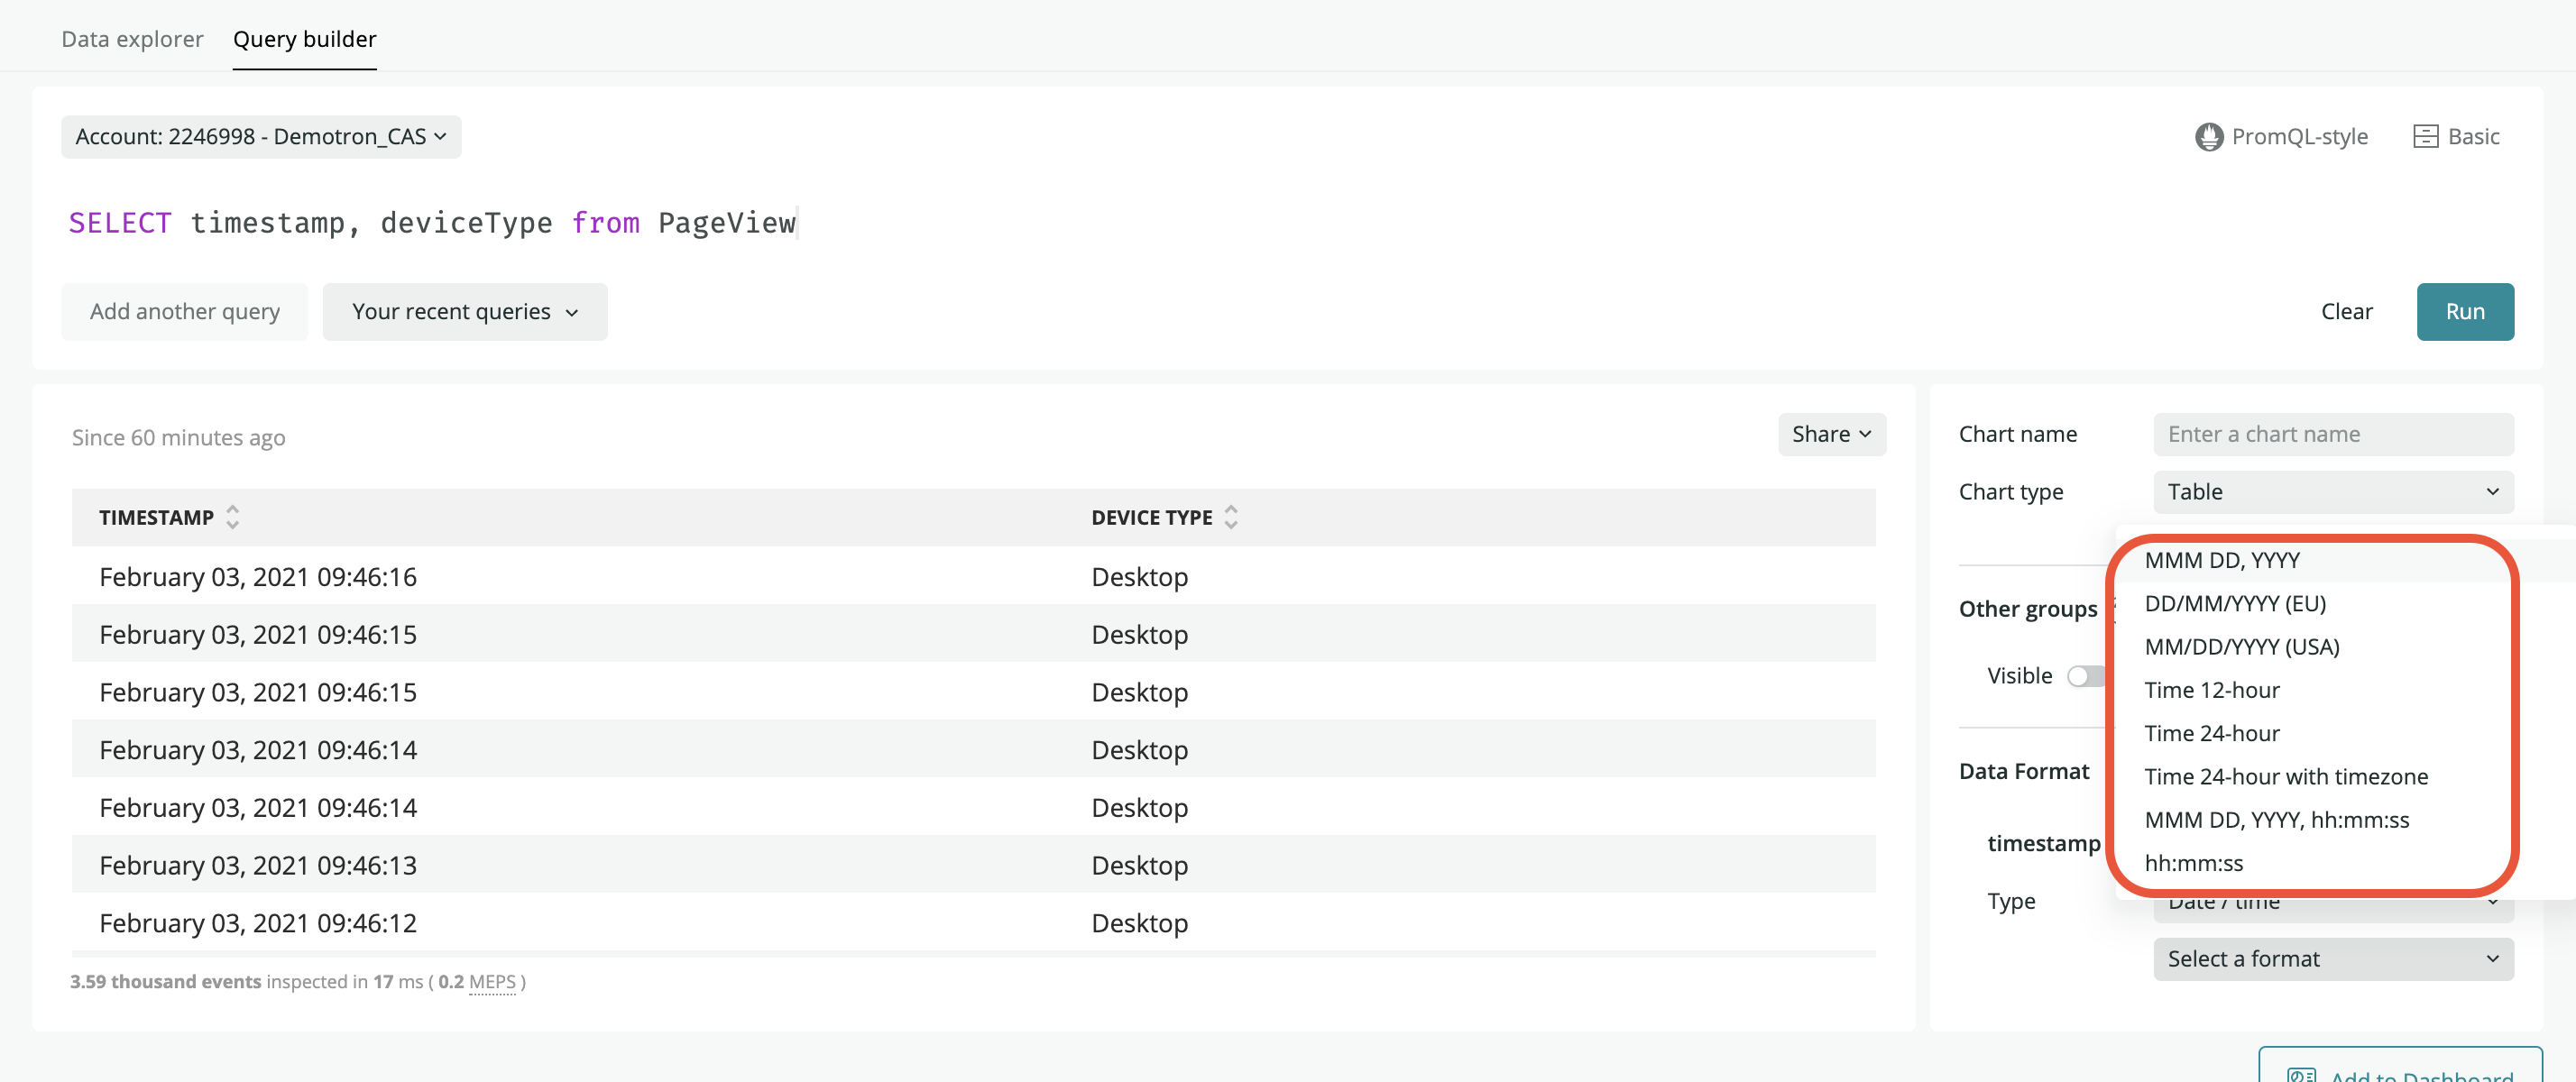 Data explorer Query builder
Account: 2246998 - Demotron_CAS
PromQL-style Basic
SELECT timestamp, deviceType from PageView
Add another query Your recent queries
Clear Run
Since 60 minutes ago
Share
TIMESTAMP DEVICE TYPE
February 03, 2021 09:46:16 Desktop
February 03, 2021 09:46:15 Desktop
February 03, 2021 09:46:15 Desktop
February 03, 2021 09:46:14 Desktop
February 03, 2021 09:46:14 Desktop
February 03, 2021 09:46:13 Desktop
February 03, 2021 09:46:12 Desktop
3.59 thousand events inspected in 17 ms ( 0.2 MEPS )
Chart name Enter a chart name
Chart type Table
MMM DD, YYYY
DD/MM/YYYY (EU)
MM/DD/YYYY (USA)
Time 12-hour
Time 24-hour
Time 24-hour with timezone
MMM DD, YYYY, hh:mm:ss
hh:mm:ss
Other groups
Visible
Data Format
timestamp
Type Date / time
Select a format
Add to Dashboard